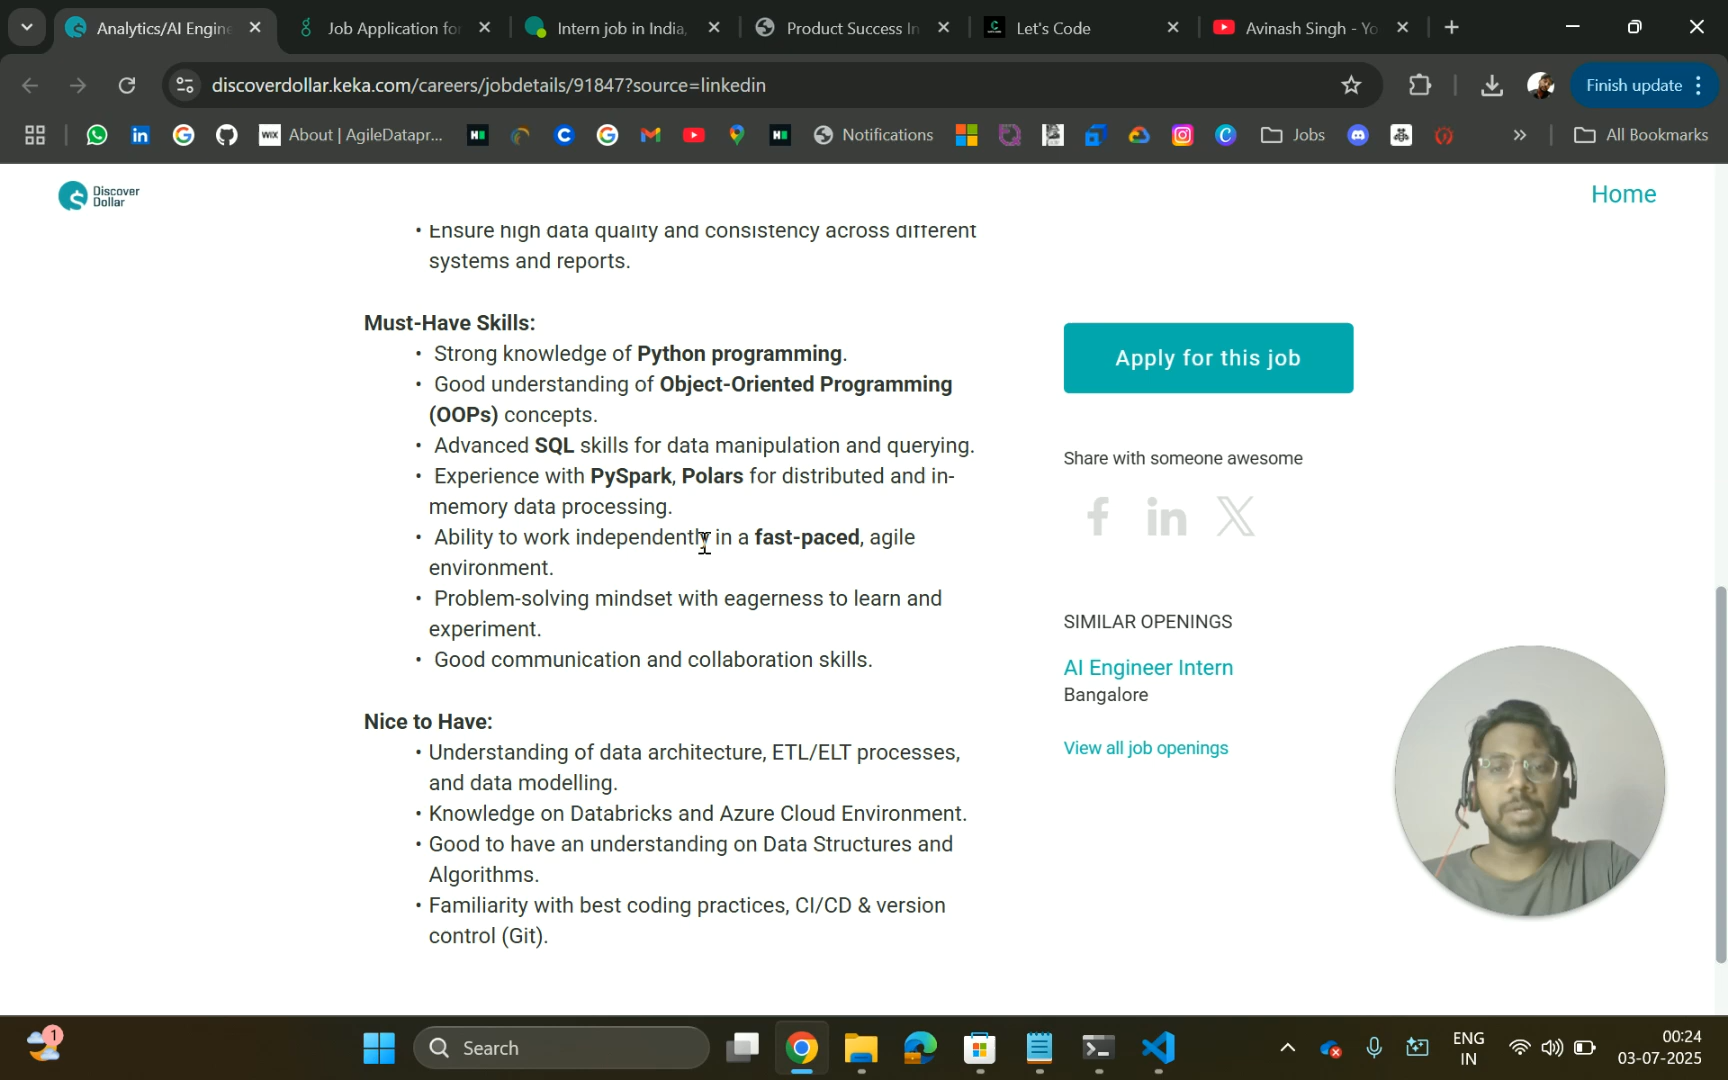 Analytics/AI Engine
Job Application for
Intern job in India,
Product Success In
Let's Code
Avinash Singh - Yo
discoverdollar.keka.com/careers/jobdetails/91847?source=linkedin
Finish update
WIX About | AgileDatapr...
Notifications
Jobs
All Bookmarks
Discover
Dollar
Home
• Ensure high data quality and consistency across different
systems and reports.
Must-Have Skills:
• Strong knowledge of Python programming.
• Good understanding of Object-Oriented Programming
(OOPs) concepts.
• Advanced SQL skills for data manipulation and querying.
• Experience with PySpark, Polars for distributed and in-
memory data processing.
• Ability to work independently in a fast-paced, agile
environment.
• Problem-solving mindset with eagerness to learn and
experiment.
• Good communication and collaboration skills.
Nice to Have:
• Understanding of data architecture, ETL/ELT processes,
and data modelling.
• Knowledge on Databricks and Azure Cloud Environment.
• Good to have an understanding on Data Structures and
Algorithms.
• Familiarity with best coding practices, CI/CD & version
control (Git).
Apply for this job
Share with someone awesome
SIMILAR OPENINGS
AI Engineer Intern
Bangalore
View all job openings
1
Search
ENG
IN
00:24
03-07-2025